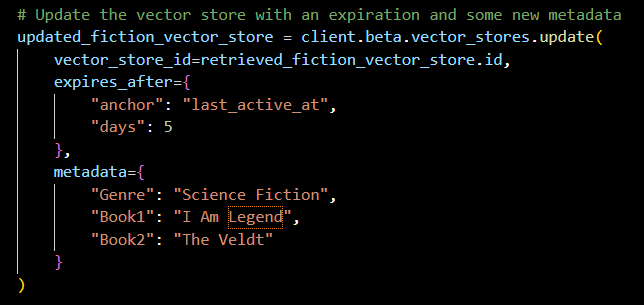 # Update the vector store with an expiration and some new metadata
updated_fiction_vector_store = client.beta.vector_stores.update(
    vector_store_id=retrieved_fiction_vector_store.id,
    expires_after={
        "anchor": "last_active_at",
        "days": 5
    },
    metadata={
        "Genre": "Science Fiction",
        "Book1": "I Am Legend",
        "Book2": "The Veldt"
    }
)